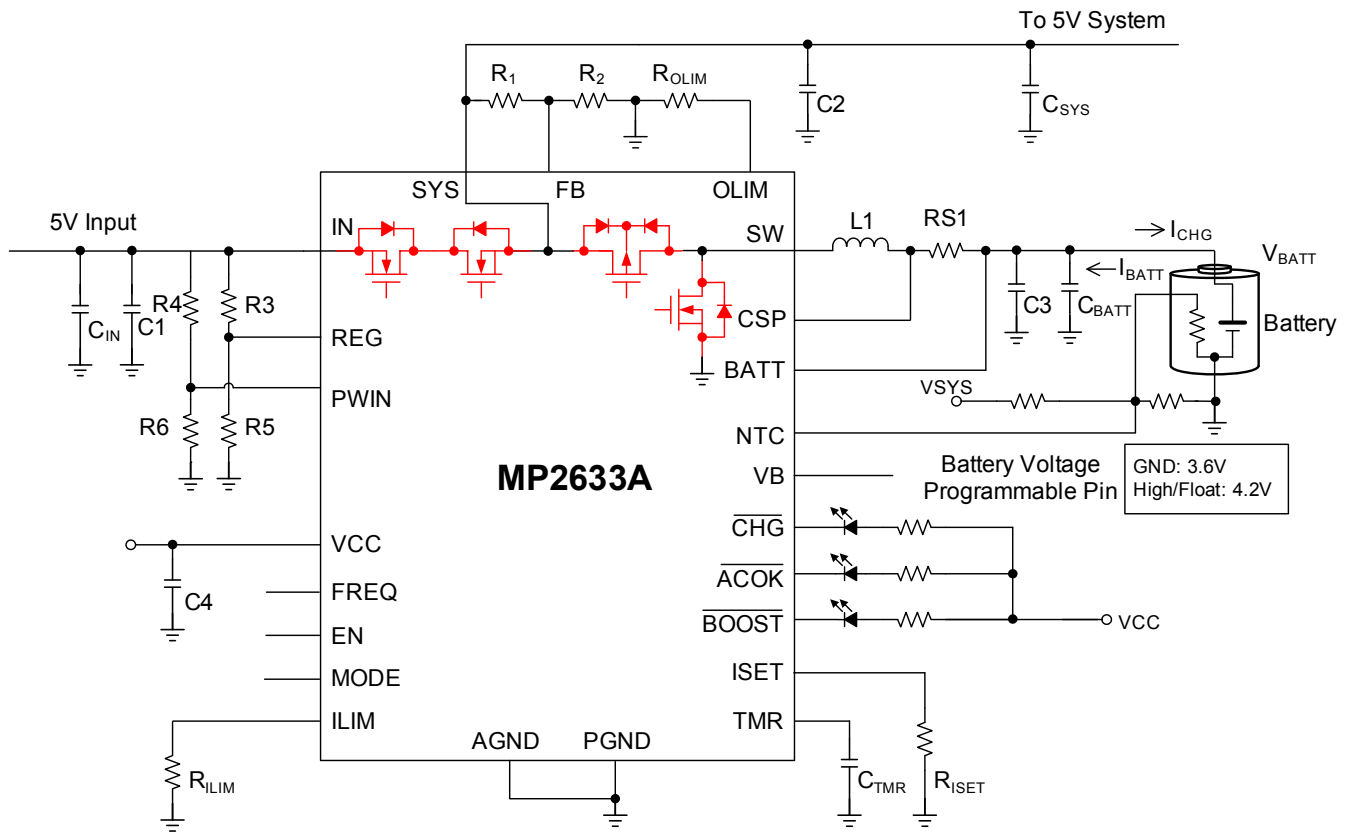 To 5V System
R1
R2
ROLIM
C2
CSYS
SYS
FB
OLIM
5V Input
IN
SW
L1
RS1
ICHG
IBATT
VBATT
CIN
C1
R4
R3
REG
CSP
C3
CBATT
Battery
PWIN
BATT
VSYS
R6
R5
NTC
MP2633A
VB
Battery Voltage
Programmable Pin
GND: 3.6V
High/Float: 4.2V
CHG
VCC
ACOK
C4
FREQ
BOOST
VCC
EN
MODE
ISET
ILIM
TMR
AGND
PGND
RILIM
CTMR
RISET